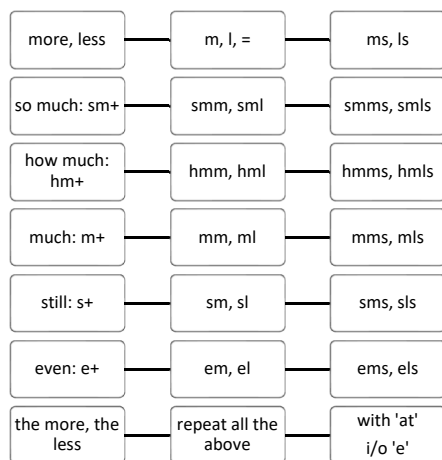 more, less
m, l, =
ms, ls
so much: sm+
smm, sml
smms, smls
how much:
hm+
hmm, hml
hmms, hmls
much: m+
mm, ml
mms, mls
still: s+
sm, sl
sms, sls
even: e+
em, el
ems, els
the more, the
less
repeat all the
above
with 'at'
i/o 'e'